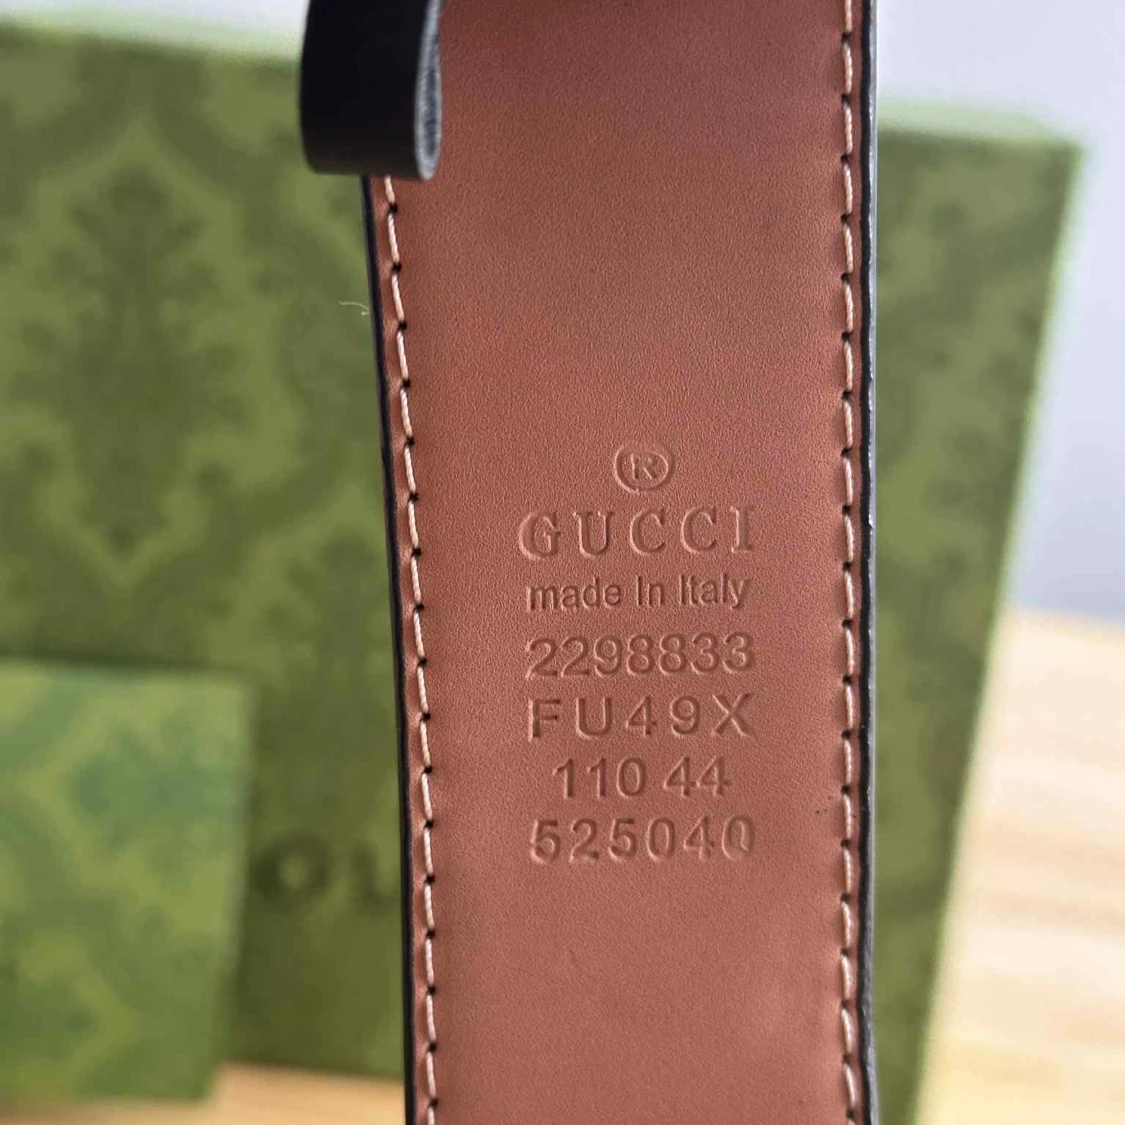 ®
GUCCI
made In Italy
2298833
FU49X
110 44
525040